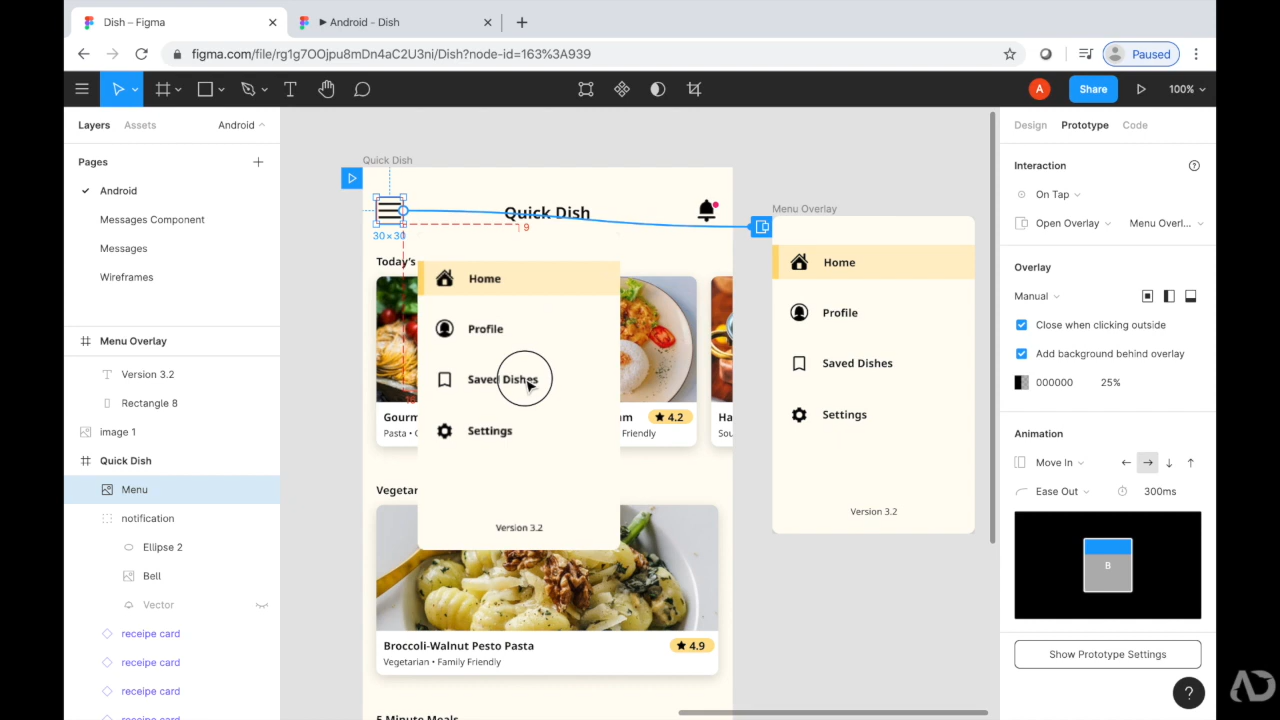 Dish – Figma
Android - Dish
figma.com/file/rg1g7OOjpu8mDn4aC2U3ni/Dish?node-id=163%3A939
Paused
A
Share
100%
Layers
Assets
Android
Pages
Android
Messages Component
Messages
Wireframes
Menu Overlay
Version 3.2
Rectangle 8
image 1
Quick Dish
Menu
notification
Ellipse 2
Bell
Vector
receipe card
receipe card
receipe card
Quick Dish
Quick Dish
30×30
9
Today's
Home
Profile
Saved Dishes
Settings
Version 3.2
Gourm
am
4.2
Ha
Pasta • C
Friendly
Sou
Vegetar
Broccoli-Walnut Pesto Pasta
4.9
Vegetarian • Family Friendly
5 Minute Meals
Menu Overlay
Home
Profile
Saved Dishes
Settings
Version 3.2
Design
Prototype
Code
Interaction
?
On Tap
Open Overlay
Menu Overl...
Overlay
Manual
Close when clicking outside
Add background behind overlay
000000
25%
Animation
Move In
Ease Out
300ms
B
Show Prototype Settings
?